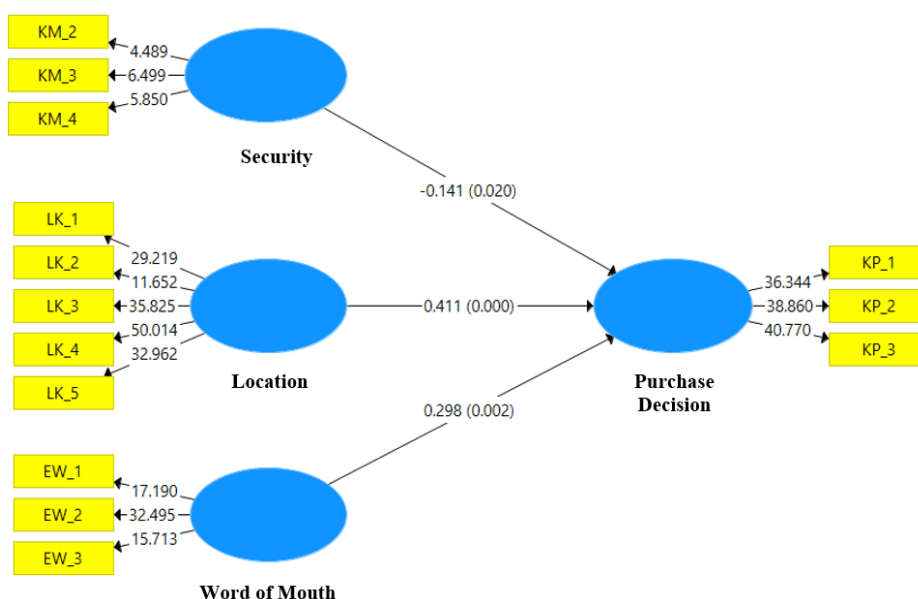 KM_2
4.489
KM_3
6.499
KM_4
5.850
Security
-0.141 (0.020)
LK_1
29.219
LK_2
11.652
LK_3
35.825
LK_4
50.014
LK_5
32.962
Location
0.411 (0.000)
KP_1
36.344
KP_2
38.860
KP_3
40.770
Purchase
Decision
0.298 (0.002)
EW_1
17.190
EW_2
32.495
EW_3
15.713
Word of Mouth